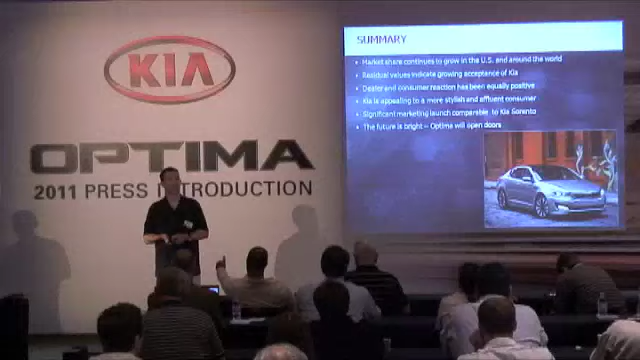 KIA
OPTIMA
2011 PRESS INTRODUCTION
SUMMARY
• Market share continues to grow in the U.S. and around the world
• Residual values indicate growing acceptance of Kia
• Dealer and consumer reaction has been equally positive
• Kia is appealing to a more stylish and affluent consumer
• Significant marketing launch comparable to Kia Sorento
• The future is bright – Optima will open doors